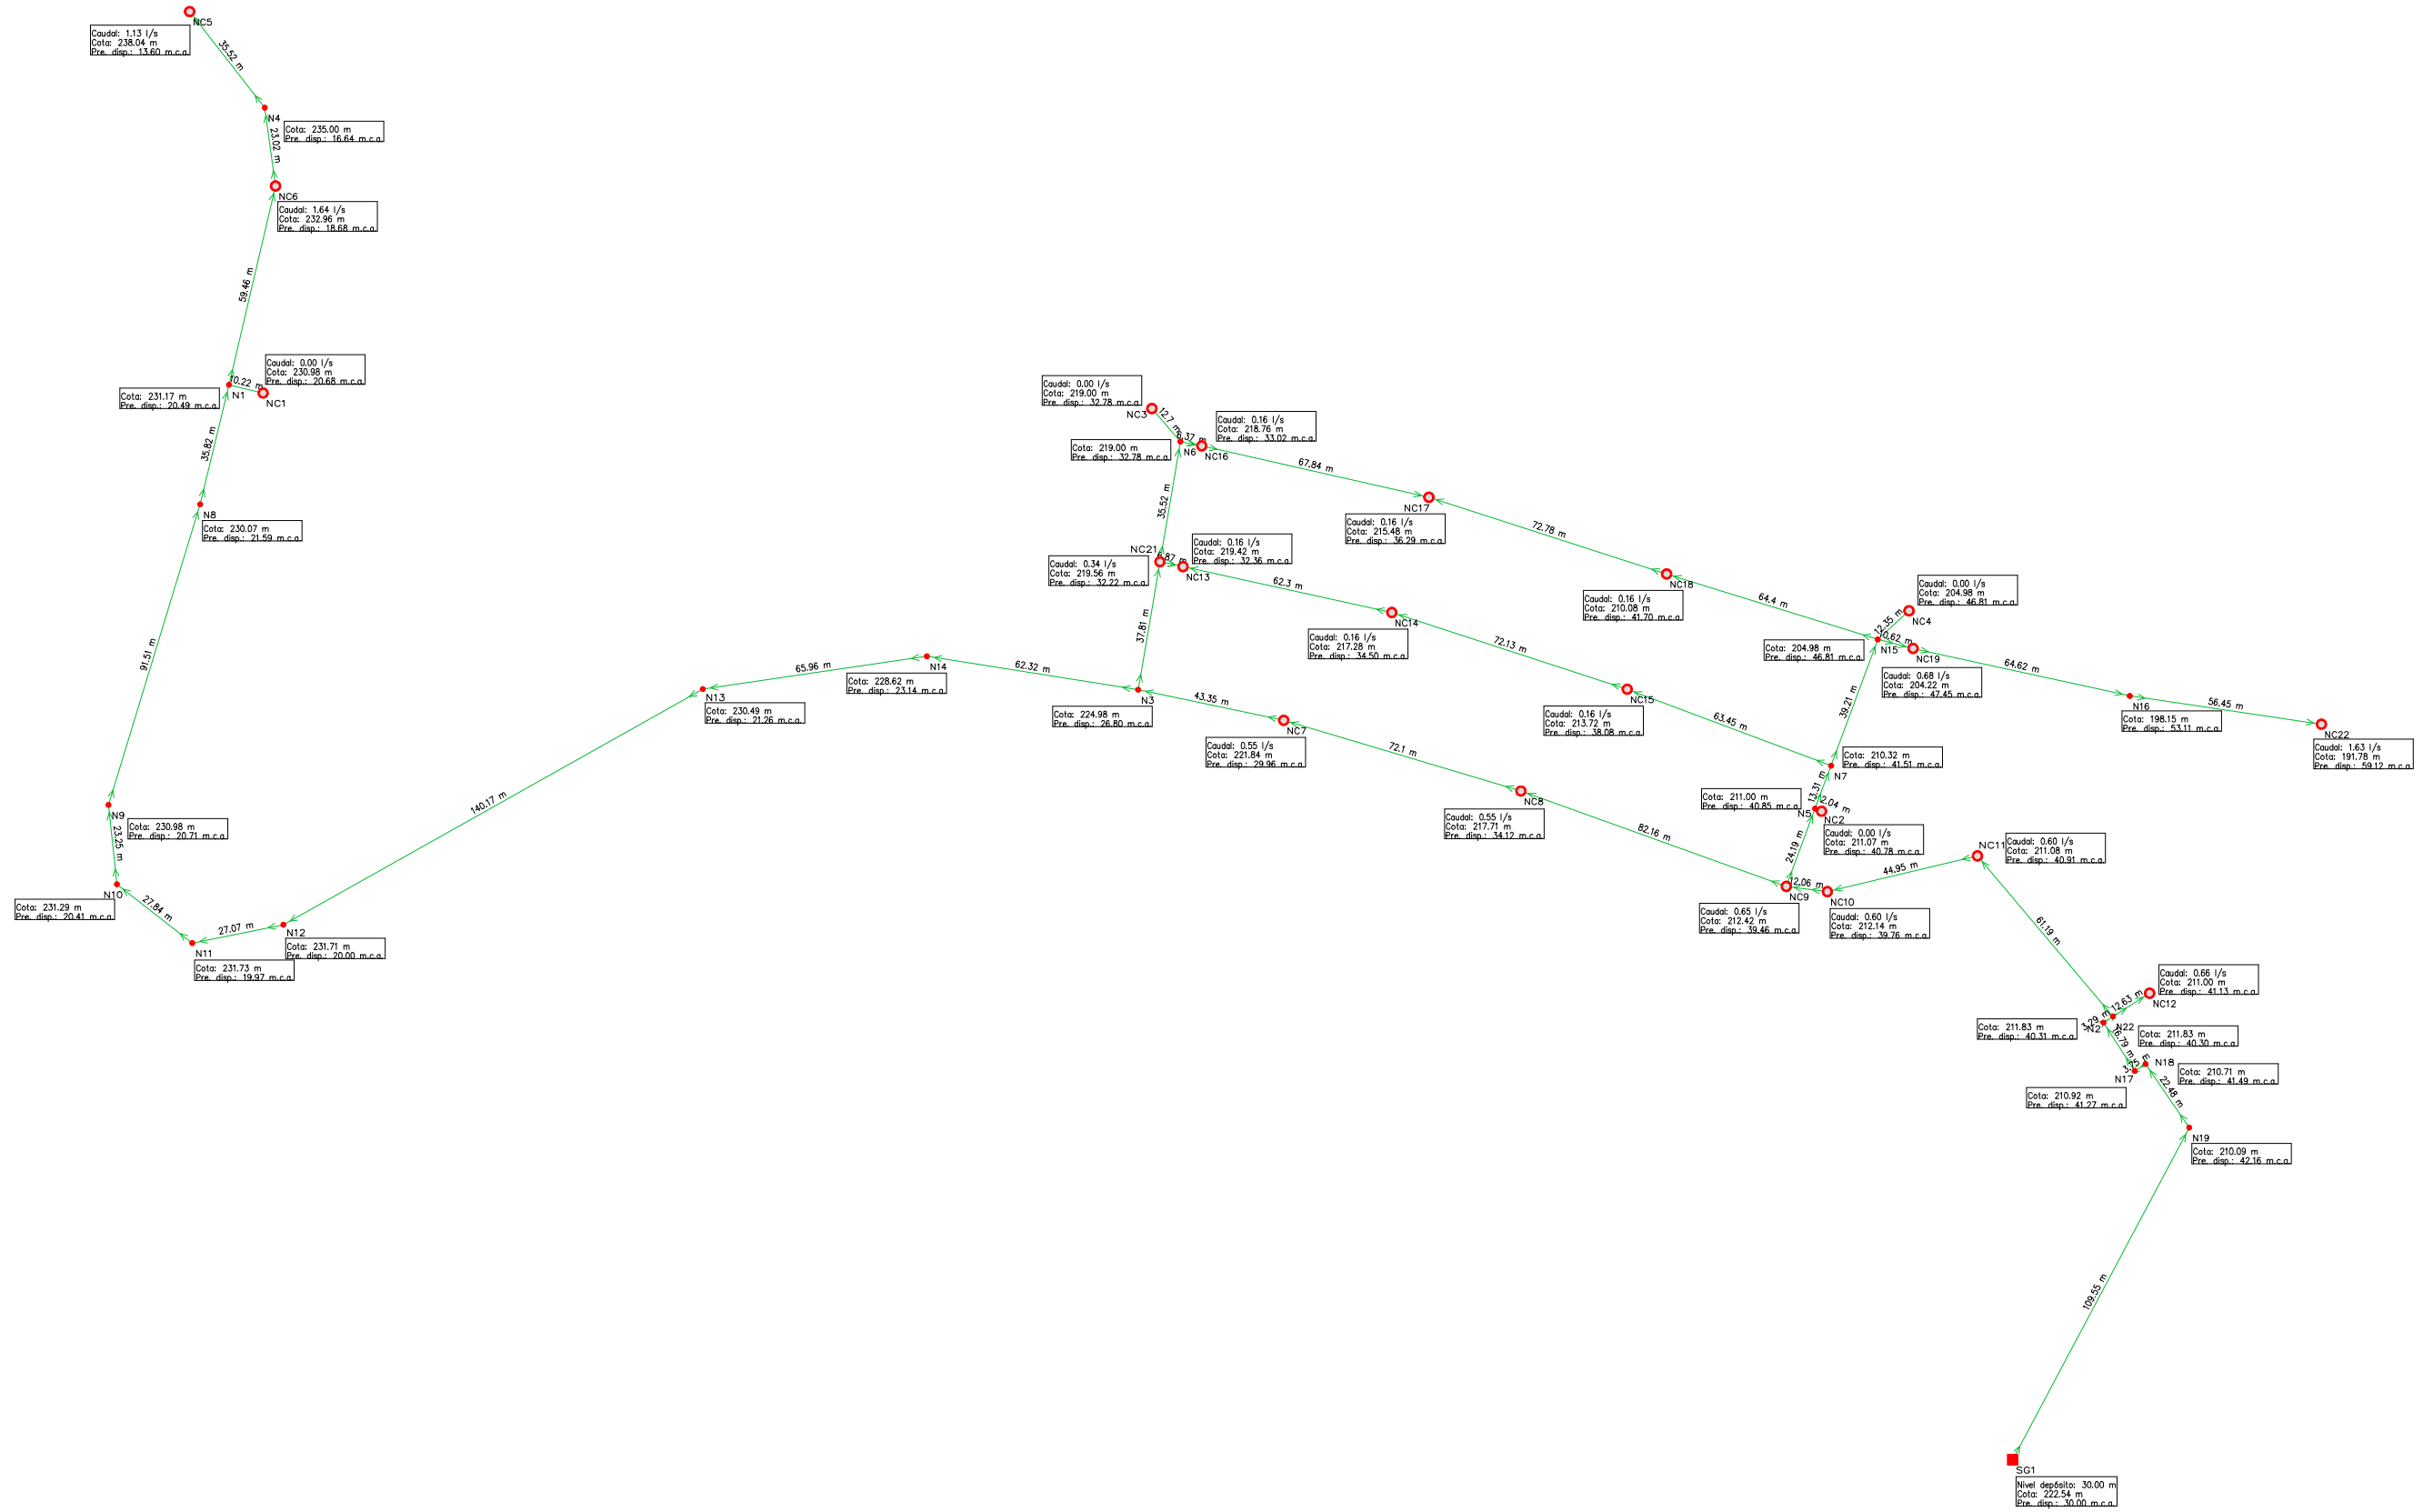 NC5
Caudal: 1.13 l/s
Cota: 238.04 m
Pre. disp.: 13.60 m.c.a.
35.52 m
N4
Cota: 235.00 m
Pre. disp.: 16.64 m.c.a.
23.02 m
NC6
Caudal: 1.64 l/s
Cota: 232.96 m
Pre. disp.: 18.68 m.c.a.
59.46 m
Caudal: 0.00 l/s
Cota: 230.98 m
Pre. disp.: 20.68 m.c.a.
10.22 m
NC1
N1
Cota: 231.17 m
Pre. disp.: 20.49 m.c.a.
35.82 m
N8
Cota: 230.07 m
Pre. disp.: 21.59 m.c.a.
91.51 m
N9
Cota: 230.98 m
Pre. disp.: 20.71 m.c.a.
23.25 m
N10
Cota: 231.29 m
Pre. disp.: 20.41 m.c.a.
27.84 m
N11
Cota: 231.73 m
Pre. disp.: 19.97 m.c.a.
27.07 m
N12
Cota: 231.71 m
Pre. disp.: 20.00 m.c.a.
140.17 m
N13
Cota: 230.49 m
Pre. disp.: 21.26 m.c.a.
65.96 m
N14
Cota: 228.62 m
Pre. disp.: 23.14 m.c.a.
62.32 m
N3
Cota: 224.98 m
Pre. disp.: 26.80 m.c.a.
37.81 m
NC21
Caudal: 0.34 l/s
Cota: 219.56 m
Pre. disp.: 32.22 m.c.a.
6.87 m
Caudal: 0.16 l/s
Cota: 219.42 m
Pre. disp.: 32.36 m.c.a.
NC13
35.52 m
Caudal: 0.00 l/s
Cota: 219.00 m
Pre. disp.: 32.78 m.c.a.
NC3
12.7 m
N6
Cota: 219.00 m
Pre. disp.: 32.78 m.c.a.
6.37 m
Caudal: 0.16 l/s
Cota: 218.76 m
Pre. disp.: 33.02 m.c.a.
NC16
67.84 m
NC17
Caudal: 0.16 l/s
Cota: 215.48 m
Pre. disp.: 36.29 m.c.a.
72.78 m
NC18
Caudal: 0.16 l/s
Cota: 210.08 m
Pre. disp.: 41.70 m.c.a.
64.4 m
Caudal: 0.00 l/s
Cota: 204.98 m
Pre. disp.: 46.81 m.c.a.
NC4
12.35 m
N15
Cota: 204.98 m
Pre. disp.: 46.81 m.c.a.
10.62 m
NC19
Caudal: 0.68 l/s
Cota: 204.22 m
Pre. disp.: 47.45 m.c.a.
64.62 m
N16
Cota: 198.15 m
Pre. disp.: 53.11 m.c.a.
56.45 m
NC22
Caudal: 1.63 l/s
Cota: 191.78 m
Pre. disp.: 59.12 m.c.a.
62.3 m
NC14
Caudal: 0.16 l/s
Cota: 217.28 m
Pre. disp.: 34.50 m.c.a.
72.13 m
NC15
Caudal: 0.16 l/s
Cota: 213.72 m
Pre. disp.: 38.08 m.c.a.
63.45 m
39.21 m
N7
Cota: 210.32 m
Pre. disp.: 41.51 m.c.a.
13.31 m
N5
Cota: 211.00 m
Pre. disp.: 40.85 m.c.a.
2.04 m
NC2
Caudal: 0.00 l/s
Cota: 211.07 m
Pre. disp.: 40.78 m.c.a.
24.19 m
43.35 m
NC7
Caudal: 0.55 l/s
Cota: 221.84 m
Pre. disp.: 29.96 m.c.a.
72.1 m
NC8
Caudal: 0.55 l/s
Cota: 217.71 m
Pre. disp.: 34.12 m.c.a.
82.16 m
NC9
Caudal: 0.65 l/s
Cota: 212.42 m
Pre. disp.: 39.46 m.c.a.
12.06 m
NC10
Caudal: 0.60 l/s
Cota: 212.14 m
Pre. disp.: 39.76 m.c.a.
44.95 m
NC11
Caudal: 0.60 l/s
Cota: 211.08 m
Pre. disp.: 40.91 m.c.a.
61.19 m
Caudal: 0.66 l/s
Cota: 211.00 m
Pre. disp.: 41.13 m.c.a.
NC12
12.63 m
3.29 m
N2
N22
Cota: 211.83 m
Pre. disp.: 40.31 m.c.a.
Cota: 211.83 m
Pre. disp.: 40.30 m.c.a.
N18
Cota: 210.71 m
Pre. disp.: 41.49 m.c.a.
N17
Cota: 210.92 m
Pre. disp.: 41.27 m.c.a.
22.48 m
N19
Cota: 210.09 m
Pre. disp.: 42.16 m.c.a.
109.55 m
SG1
Nivel depósito: 30.00 m
Cota: 222.54 m
Pre. disp.: 30.00 m.c.a.